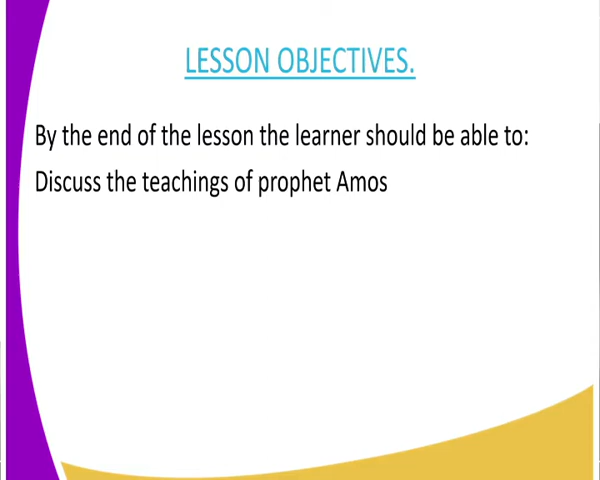 LESSON OBJECTIVES.
By the end of the lesson the learner should be able to:
Discuss the teachings of prophet Amos